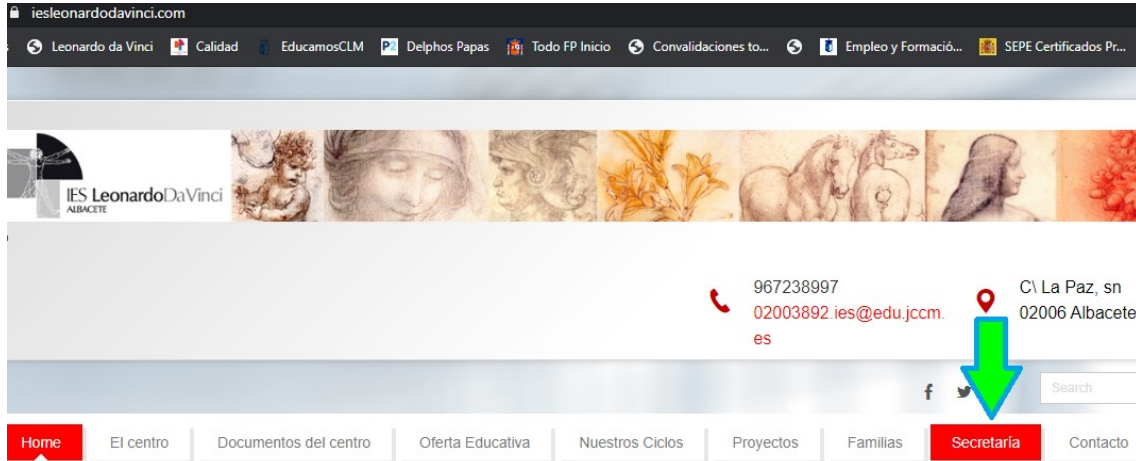 iesleonardodavinci.com
Leonardo da Vinci Calidad EducamosCLM P2 Delphos Papas Todo FP Inicio Convalidaciones to... Empleo y Formació... SEPE Certificados Pr...
IES LeonardoDaVinci
ALBACETE
967238997
02003892.ies@edu.jccm.
es
C\ La Paz, sn
02006 Albacete
f Search
Home El centro Documentos del centro Oferta Educativa Nuestros Ciclos Proyectos Familias Secretaría Contacto